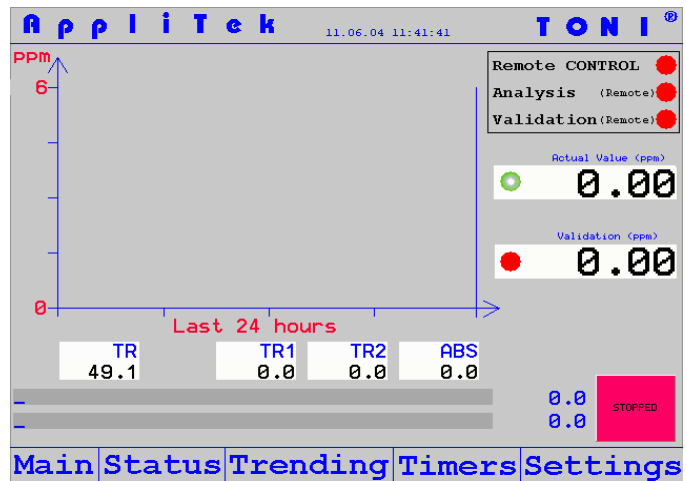 AppliTek 11.06.04 11:41:41 TONI®
PPM
6
0
Last 24 hours
Remote CONTROL
Analysis (Remote)
Validation (Remote)
Actual Value (ppm)
0.00
Validation (ppm)
0.00
TR TR1 TR2 ABS
49.1 0.0 0.0 0.0
0.0
0.0
STOPPED
Main Status Trending Timers Settings